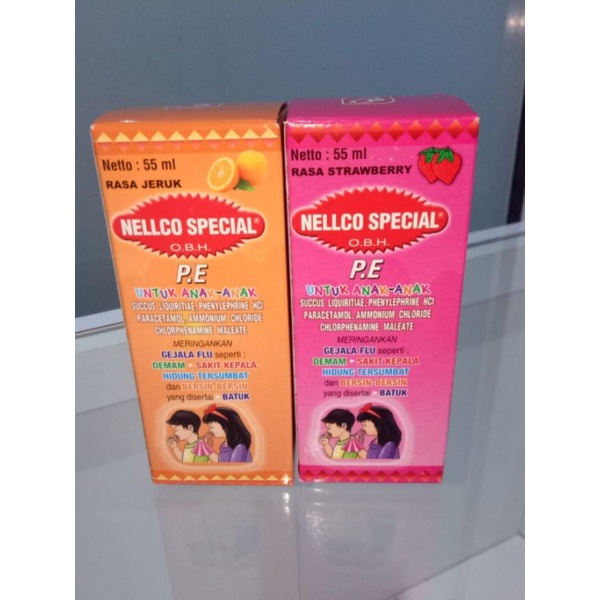 Netto : 55 ml
RASA JERUK
NELLCO SPECIAL®
O.B.H.
P.E
UNTUK ANAK-ANAK
SUCCUS LIQUIRITIAE, PHENYLEPHRINE HCl
PARACETAMOL, AMMONIUM CHLORIDE
CHLORPHENAMINE MALEATE
MERINGANKAN
GEJALA FLU seperti :
DEMAM - SAKIT KEPALA
HIDUNG TERSUMBAT
dan BERSIN-BERSIN
yang disertai BATUK
Netto : 55 ml
RASA STRAWBERRY
NELLCO SPECIAL®
O.B.H.
P.E
UNTUK ANAK-ANAK
SUCCUS LIQUIRITIAE, PHENYLEPHRINE HCl
PARACETAMOL, AMMONIUM CHLORIDE
CHLORPHENAMINE MALEATE
MERINGANKAN
GEJALA FLU seperti :
DEMAM - SAKIT KEPALA
HIDUNG TERSUMBAT
dan BERSIN-BERSIN
yang disertai BATUK